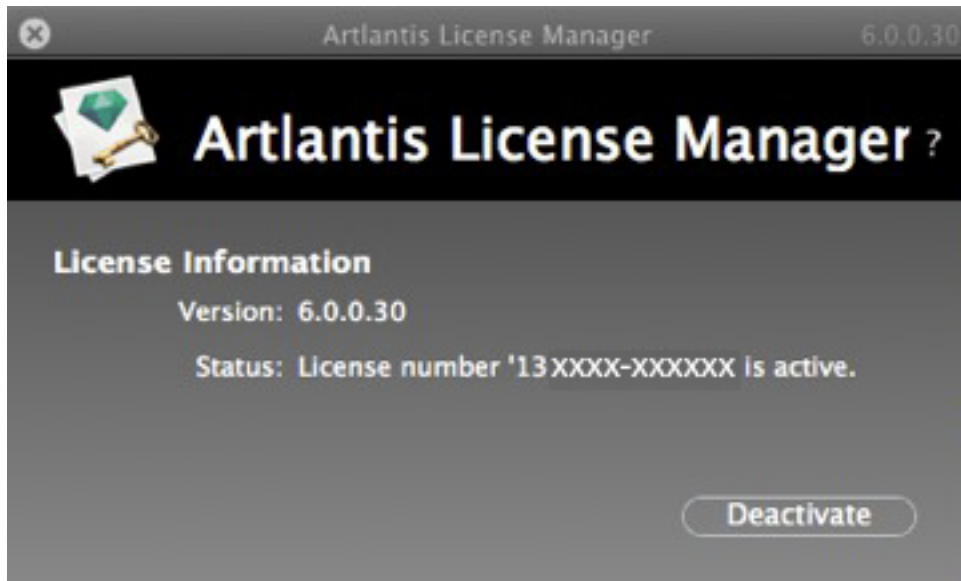 Artlantis License Manager 6.0.0.30
Artlantis License Manager ?
License Information
Version: 6.0.0.30
Status: License number '13XXXX-XXXXXX is active.
Deactivate